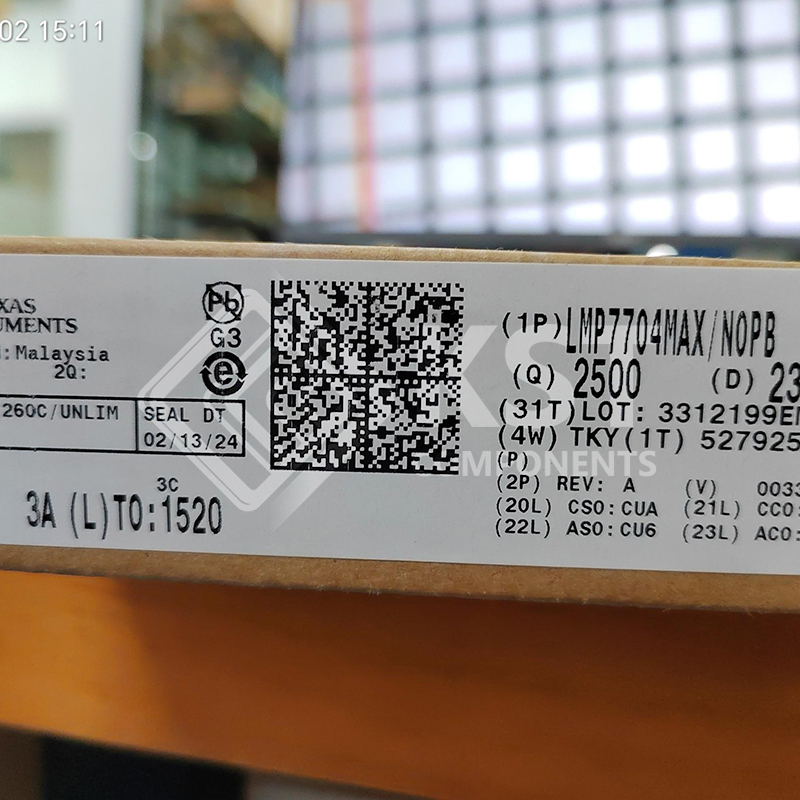 02 15:11
XAS
UMENTS
:Malaysia
2Q:
260C/UNLIM
SEAL DT
02/13/24
3C
3A (L)TO:1520
Pb
G3
e
(1P)LMP7704MAX/NOPB
(Q) 2500 (D) 23
(31T)LOT: 3312199E
(4W) TKY(1T) 527925
(P)
(2P) REV: A (V) 0033
(20L) CSO:CUA (21L) CCO:
(22L) ASO:CU6 (23L) ACO:
KST
COMPONENTS